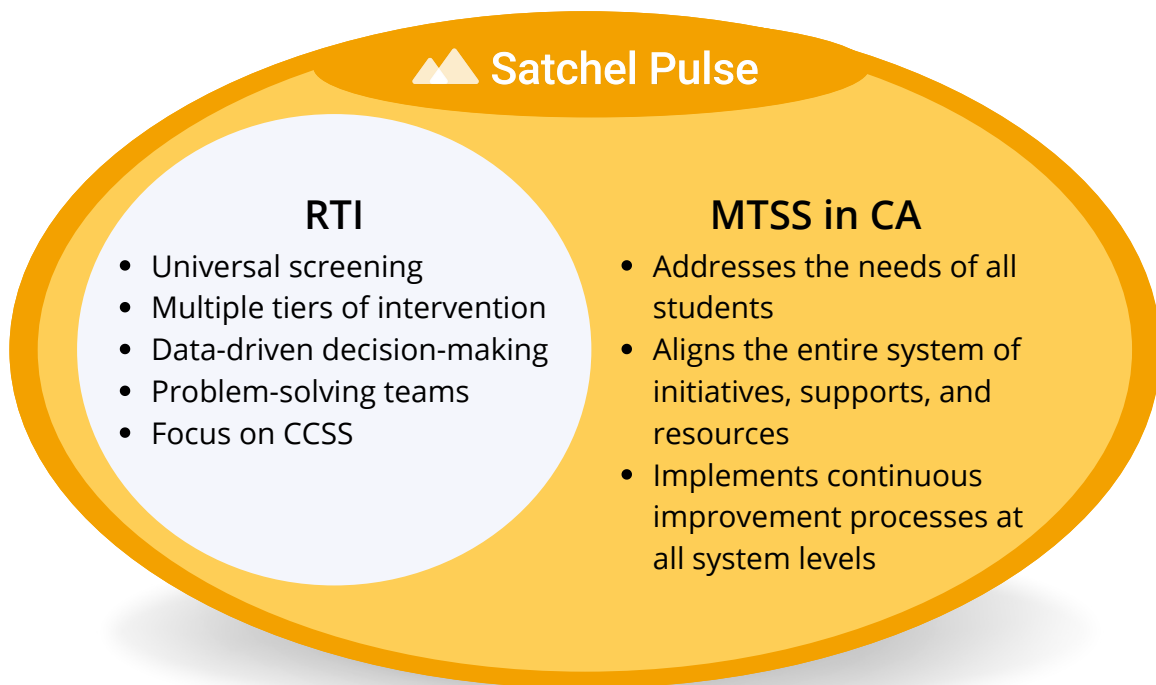 Satchel Pulse
RTI
• Universal screening
• Multiple tiers of intervention
• Data-driven decision-making
• Problem-solving teams
• Focus on CCSS
MTSS in CA
• Addresses the needs of all
students
• Aligns the entire system of
initiatives, supports, and
resources
• Implements continuous
improvement processes at
all system levels